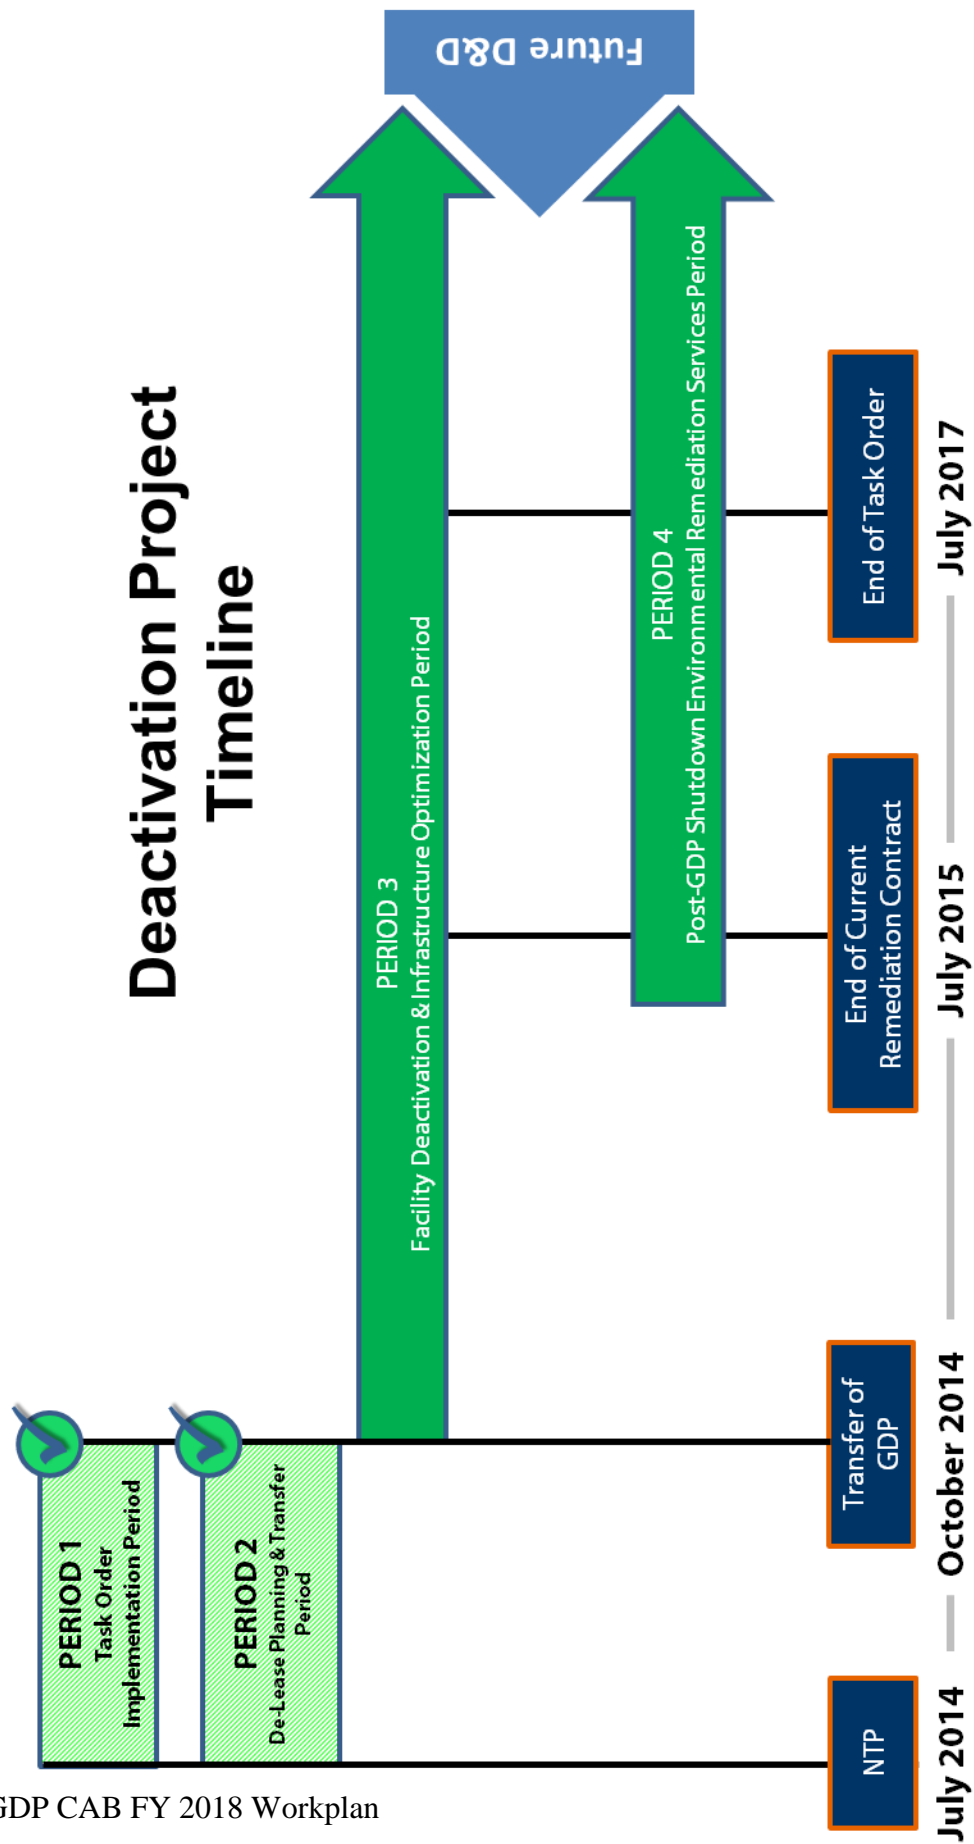 Deactivation Project
Timeline
PERIOD 1
Task Order
Implementation Period
PERIOD 2
De-Lease Planning & Transfer
Period
PERIOD 3
Facility Deactivation & Infrastructure Optimization Period
PERIOD 4
Post-GDP Shutdown Environmental Remediation Services Period
Future D&D
NTP
Transfer of
GDP
End of Current
Remediation Contract
End of Task Order
July 2014
October 2014
July 2015
July 2017
GDP CAB FY 2018 Workplan